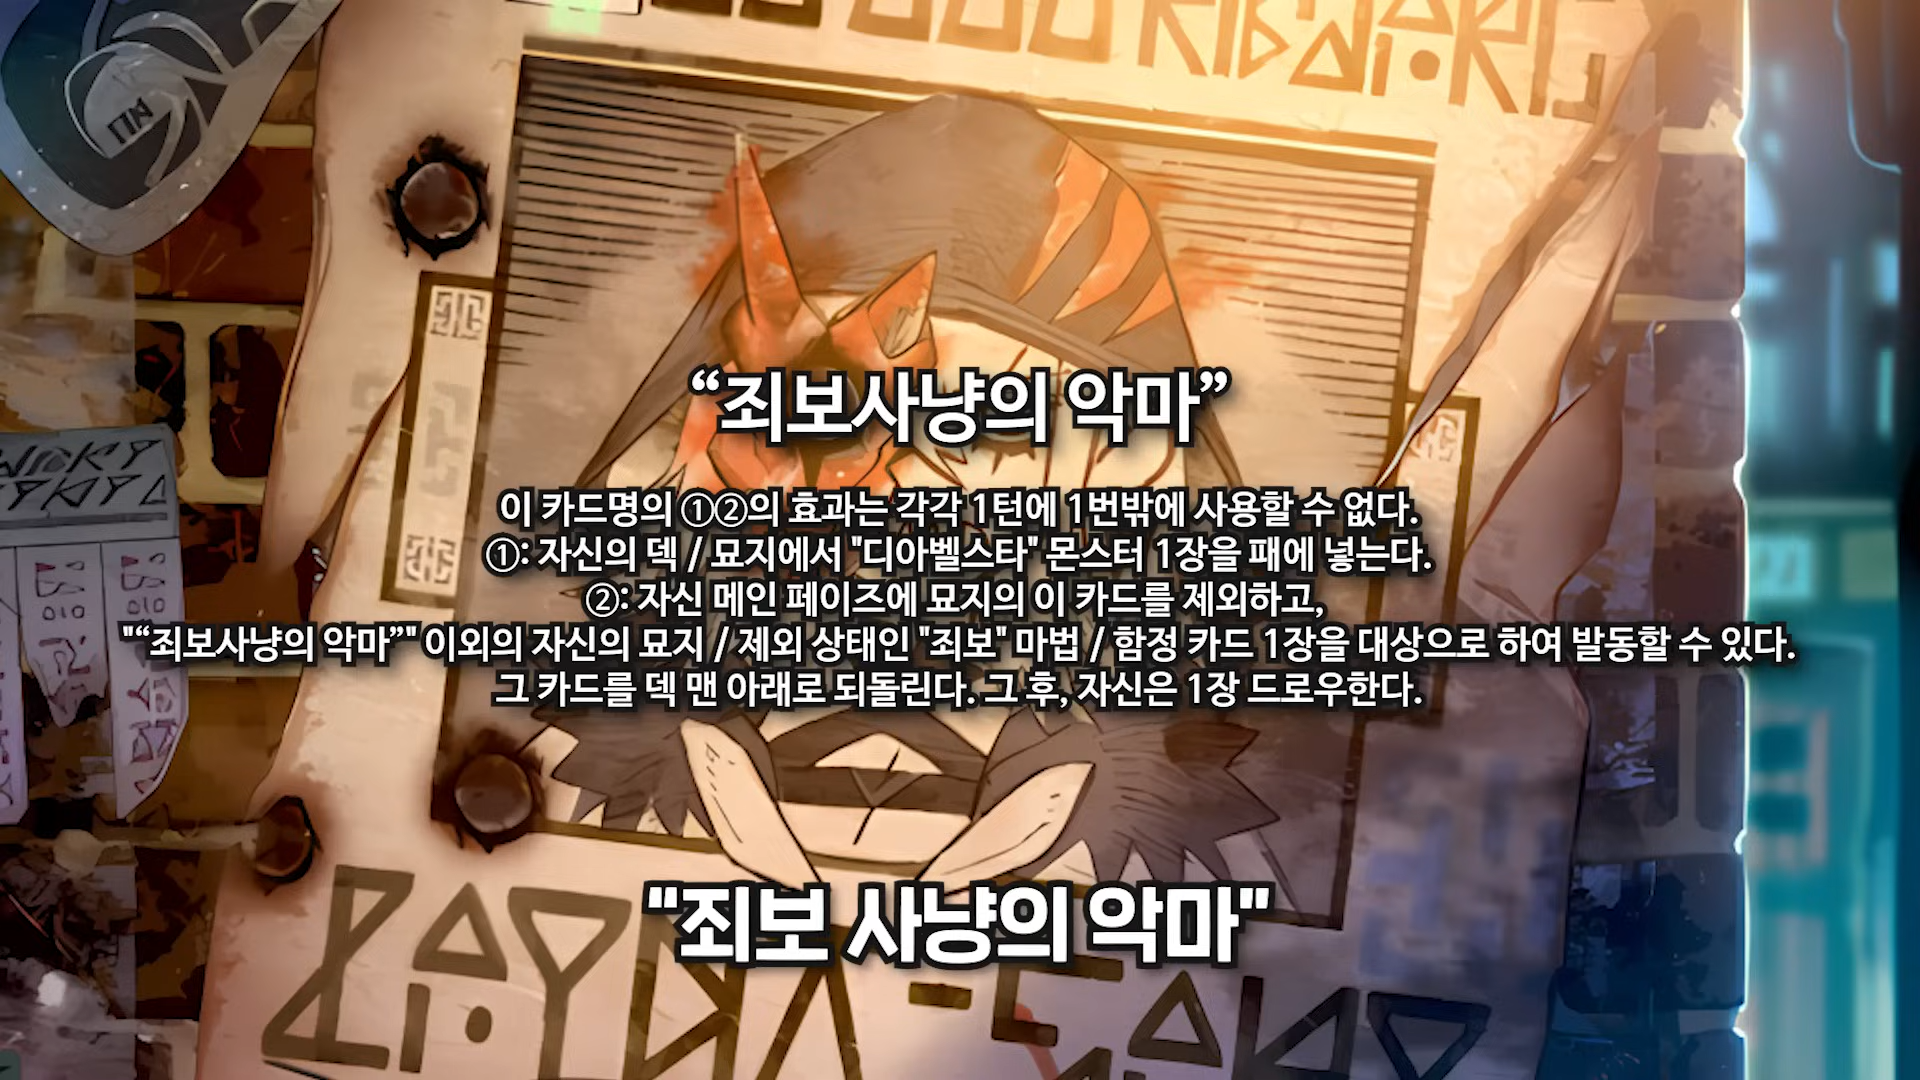 “죄보사냥의 악마”
이 카드명의 ①②의 효과는 각각 1턴에 1번밖에 사용할 수 없다.
①: 자신의 덱 / 묘지에서 "디아벨스타" 몬스터 1장을 패에 넣는다.
②: 자신 메인 페이즈에 묘지의 이 카드를 제외하고,
"“죄보사냥의 악마”" 이외의 자신의 묘지 / 제외 상태인 "죄보" 마법 / 함정 카드 1장을 대상으로 하여 발동할 수 있다.
그 카드를 덱 맨 아래로 되돌린다. 그 후, 자신은 1장 드로우한다.
"죄보 사냥의 악마"